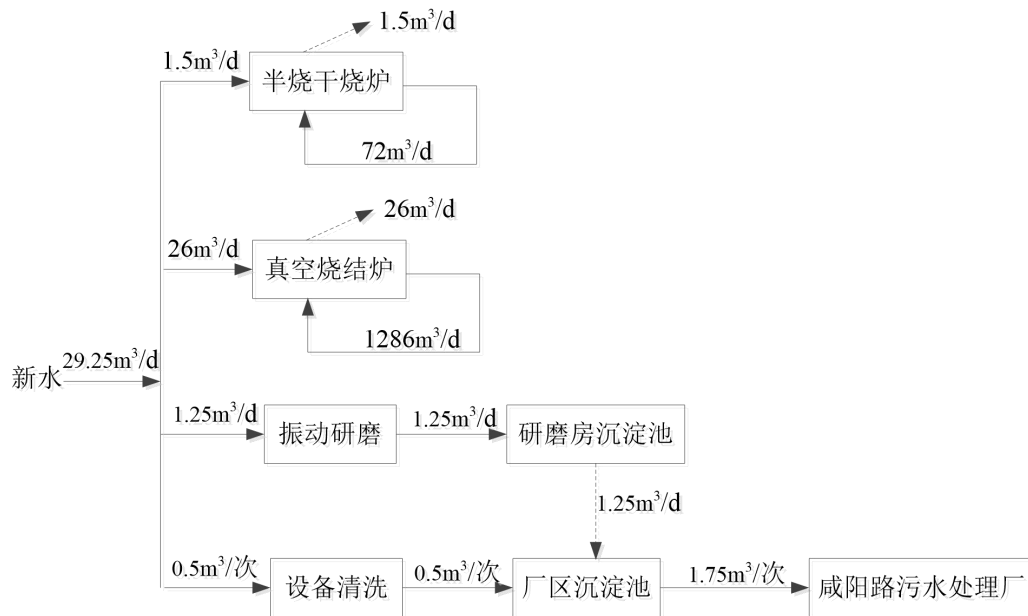 1.5m³/d
1.5m³/d
半烧干烧炉
72m³/d
26m³/d
26m³/d
真空烧结炉
1286m³/d
新水
29.25m³/d
1.25m³/d
振动研磨
1.25m³/d
研磨房沉淀池
1.25m³/d
0.5m³/次
设备清洗
0.5m³/次
厂区沉淀池
1.75m³/次
咸阳路污水处理厂